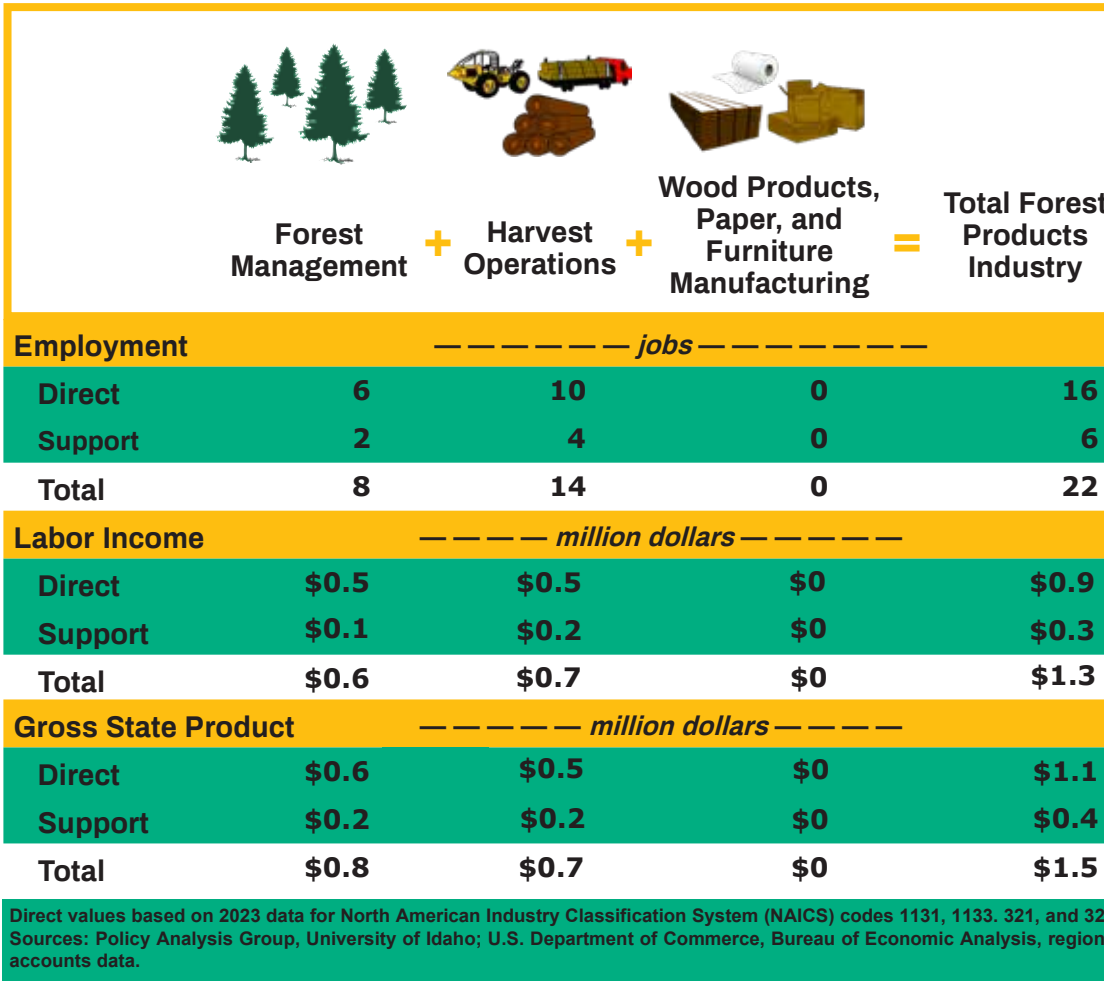 Forest
Management
+
Harvest
Operations
+
Wood Products,
Paper, and
Furniture
Manufacturing
=
Total Forest
Products
Industry
Employment — — — — — — jobs — — — — — — —
Direct 6 10 0 16
Support 2 4 0 6
Total 8 14 0 22
Labor Income — — — — million dollars — — — — —
Direct $0.5 $0.5 $0 $0.9
Support $0.1 $0.2 $0 $0.3
Total $0.6 $0.7 $0 $1.3
Gross State Product — — — — — million dollars — — — —
Direct $0.6 $0.5 $0 $1.1
Support $0.2 $0.2 $0 $0.4
Total $0.8 $0.7 $0 $1.5
Direct values based on 2023 data for North American Industry Classification System (NAICS) codes 1131, 1133. 321, and 32
Sources: Policy Analysis Group, University of Idaho; U.S. Department of Commerce, Bureau of Economic Analysis, region
accounts data.